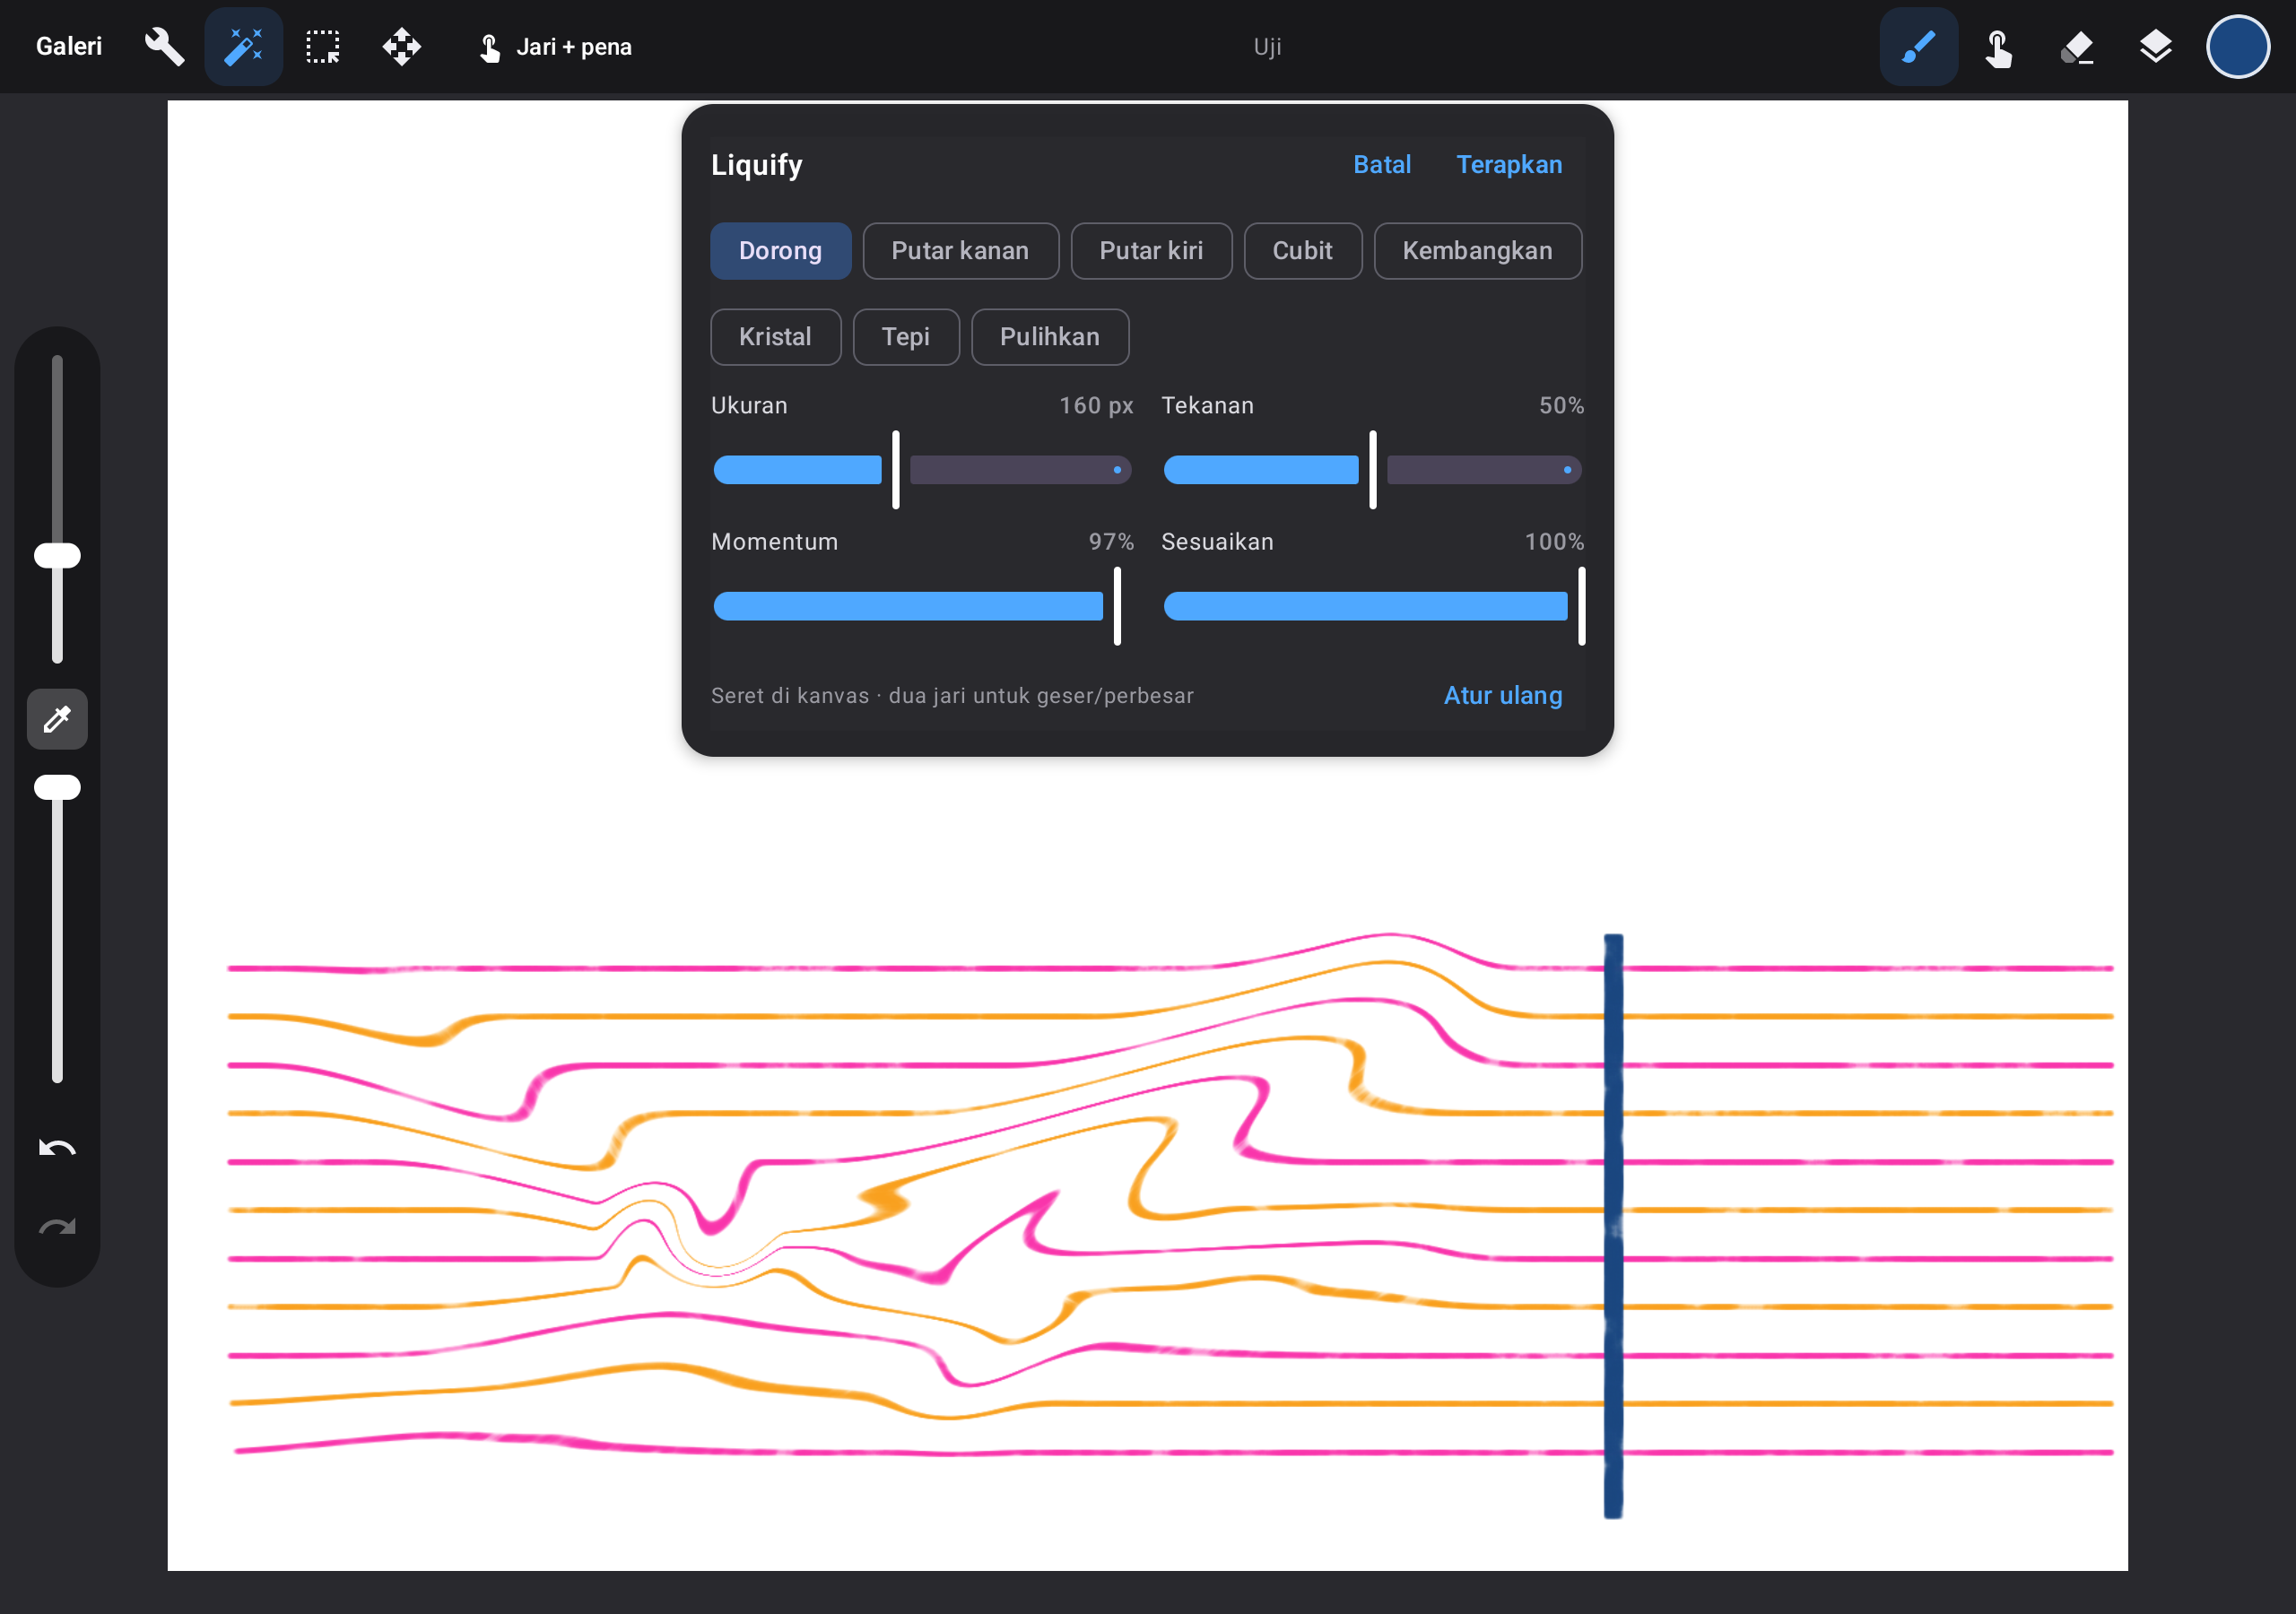 Galeri
Jari + pena
Uji
Liquify
Batal
Terapkan
Dorong
Putar kanan
Putar kiri
Cubit
Kembangkan
Kristal
Tepi
Pulihkan
Ukuran
160 px
Tekanan
50%
Momentum
97%
Sesuaikan
100%
Seret di kanvas · dua jari untuk geser/perbesar
Atur ulang